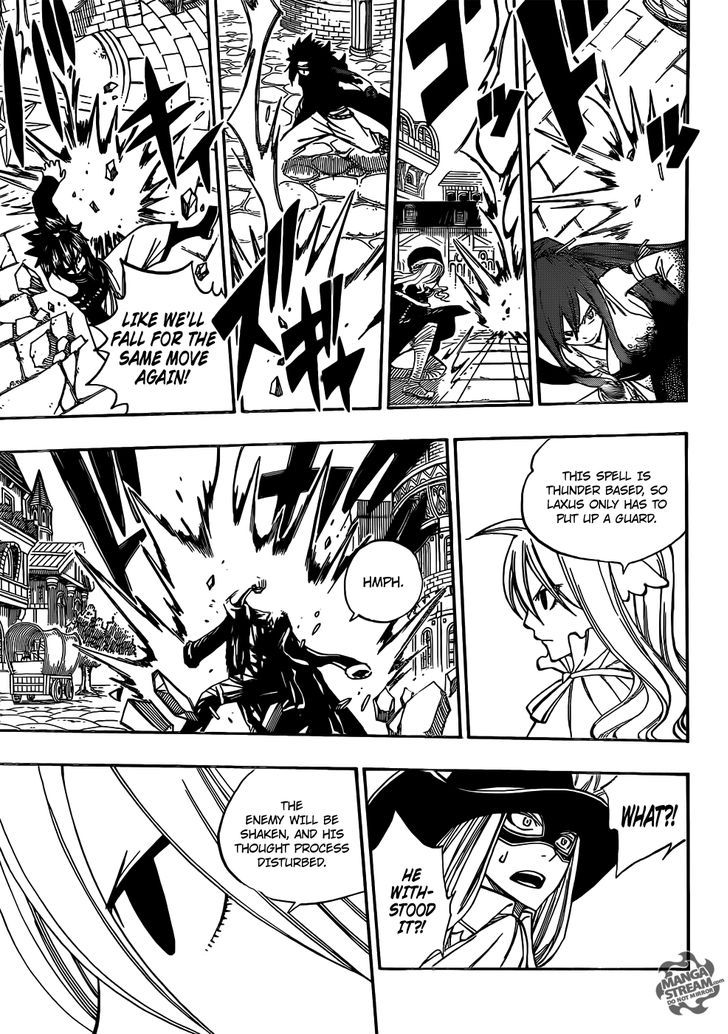 LIKE WE'LL
FALL FOR THE
SAME MOVE
AGAIN!
THIS SPELL IS
THUNDER BASED, SO
LAXUS ONLY HAS TO
PUT UP A GUARD.
HMPH.
WHAT?!
HE
WITH-
STOOD
IT?!
THE
ENEMY WILL BE
SHAKEN, AND HIS
THOUGHT PROCESS
DISTURBED.
MANGA
STREAM.COM
DO NOT MIRROR